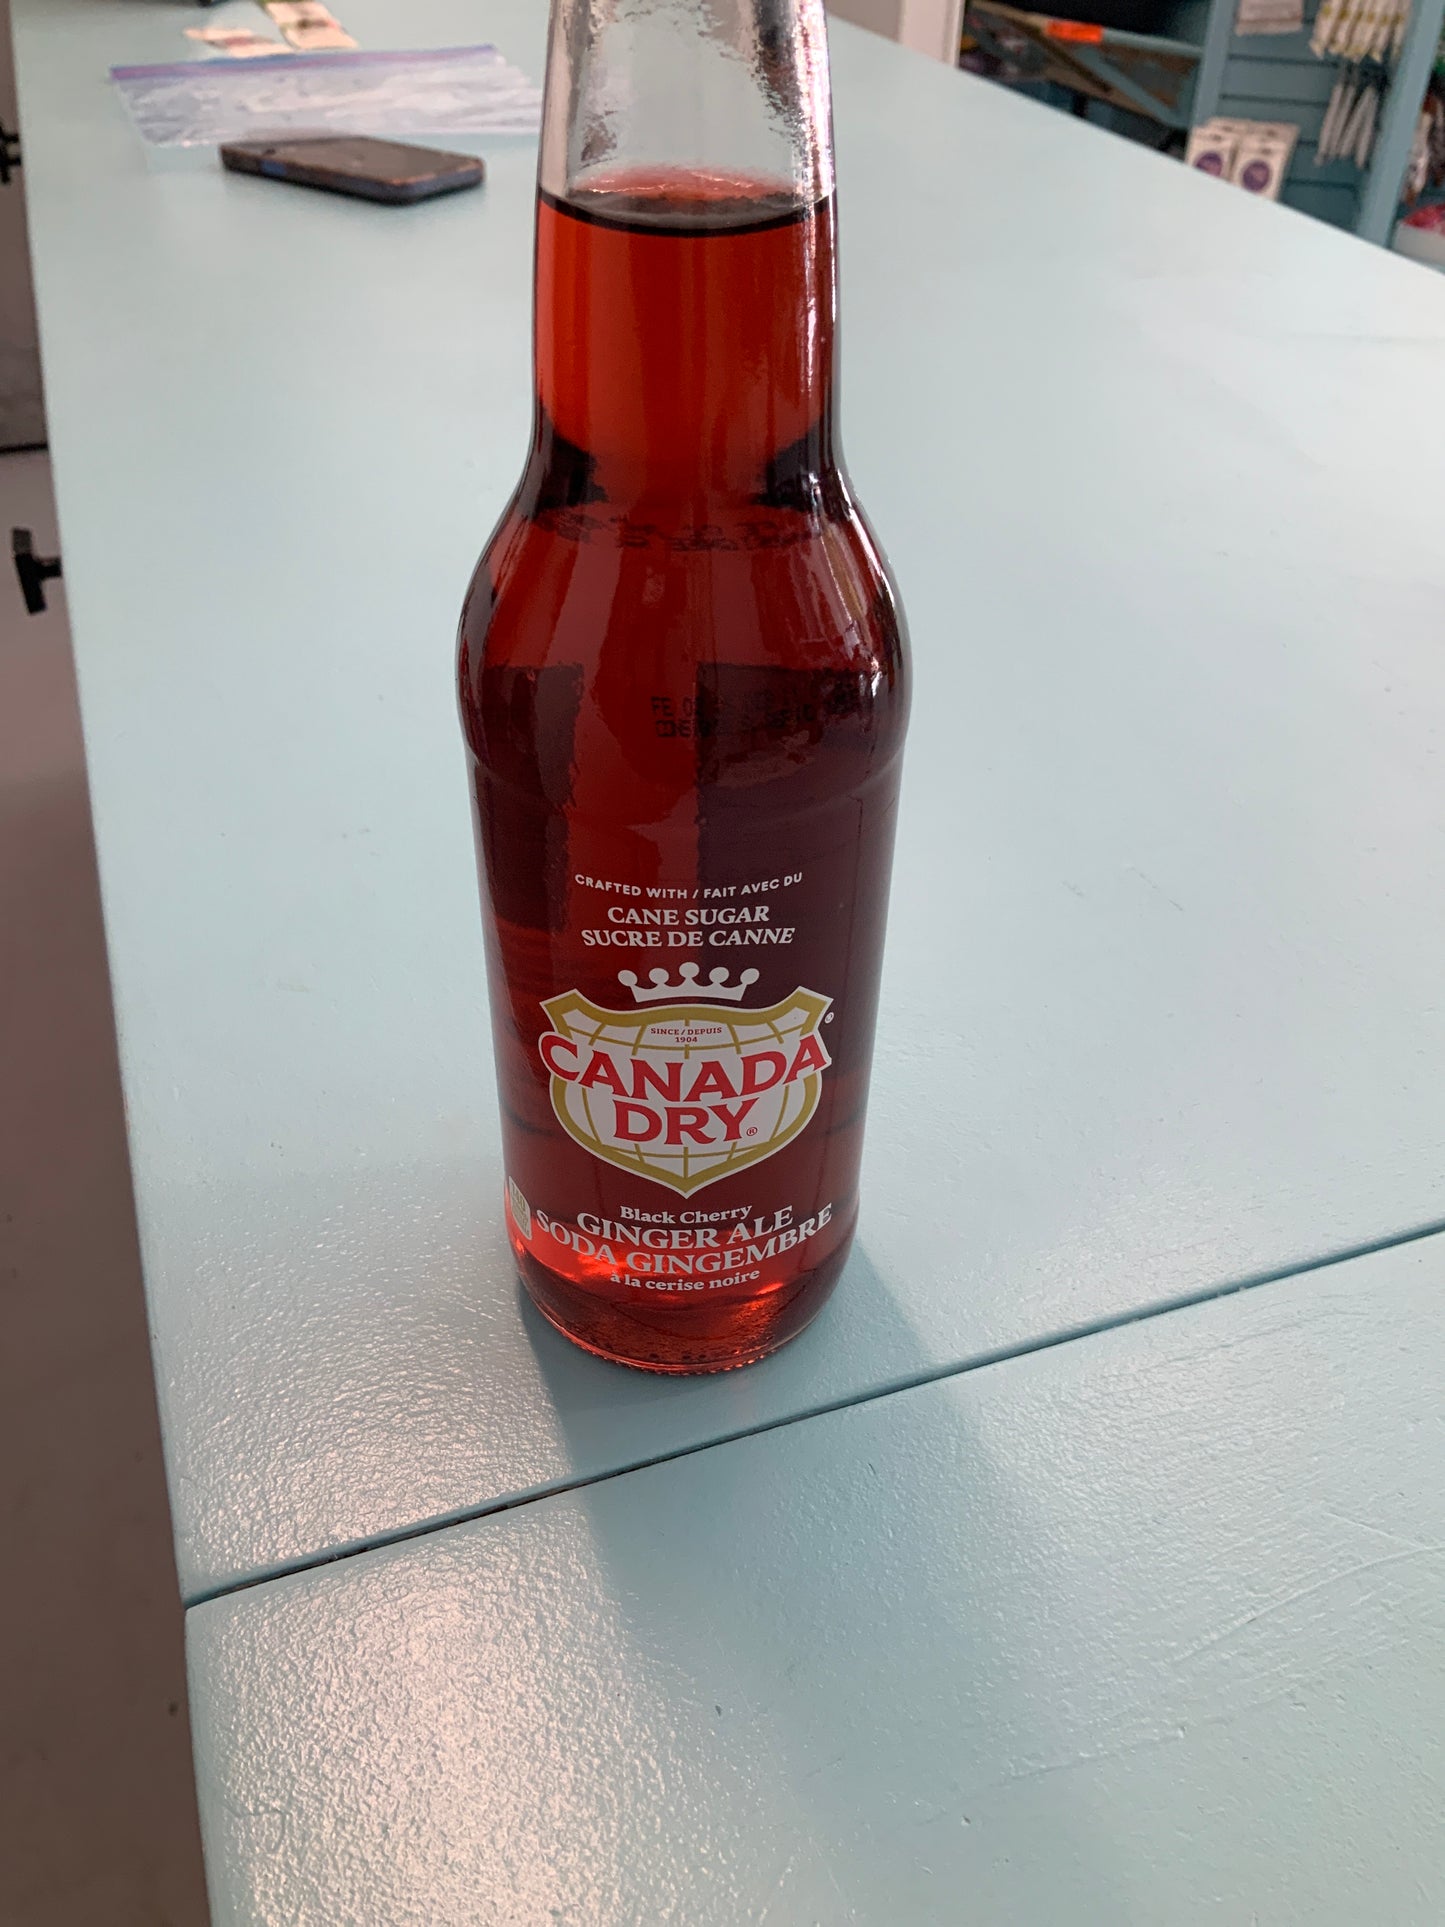 CRAFTED WITH / FAIT AVEC DU
CANE SUGAR
SUCRE DE CANNE
SINCE / DEPUIS
1904
CANADA
DRY®
Black Cherry
GINGER ALE
SODA GINGEMBRE
à la cerise noire